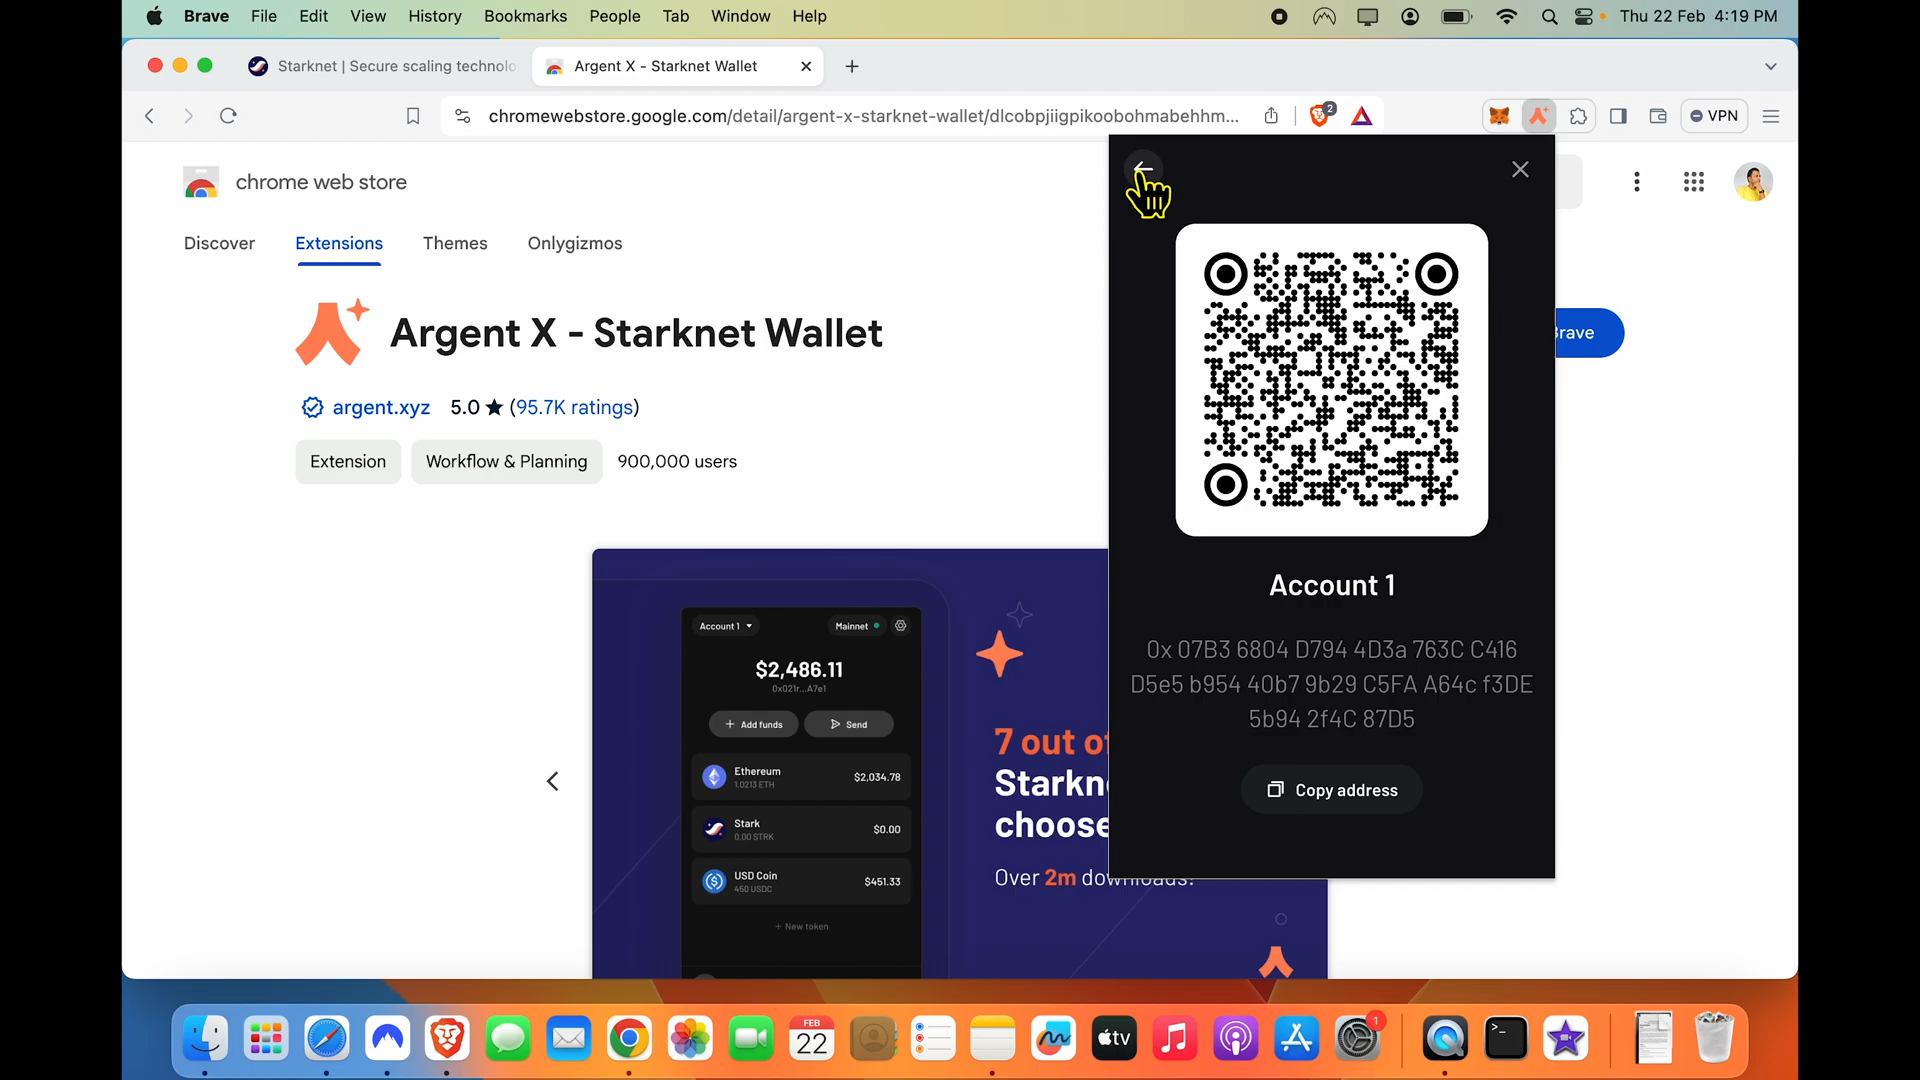 Brave File Edit View History Bookmarks People Tab Window Help Thu 22 Feb 4:19 PM
Starknet | Secure scaling technolo
Argent X - Starknet Wallet
chromewebstore.google.com/detail/argent-x-starknet-wallet/dlcobpjiigpikoobohmabehhm...
2
VPN
chrome web store
Discover Extensions Themes Onlygizmos
Argent X - Starknet Wallet
Brave
argent.xyz 5.0 ★ (95.7K ratings)
Extension Workflow & Planning 900,000 users
Account 1 Mainnet
$2,486.11
0x021r...A7e1
+ Add funds Send
Ethereum $2,034.78
1.0213 ETH
Stark $0.00
0.00 STRK
USD Coin $451.33
450 USDC
+ New token
7 out of
Starkn
choose
Over 2m downloads!
Account 1
0x 07B3 6804 D794 4D3a 763C C416
D5e5 b954 40b7 9b29 C5FA A64c f3DE
5b94 2f4C 87D5
Copy address
FEB
22
tv
1
>_